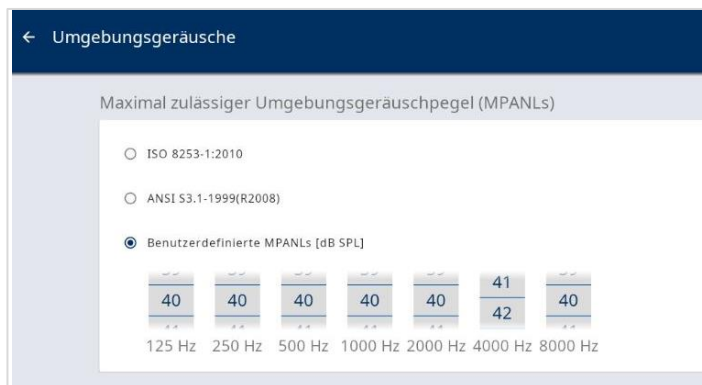 ← Umgebungsgeräusche
Maximal zulässiger Umgebungsgeräuschpegel (MPANLs)
ISO 8253-1:2010
ANSI S3.1-1999(R2008)
Benutzerdefinierte MPANLs [dB SPL]
41
40 40 40 40 40 40
42
125 Hz 250 Hz 500 Hz 1000 Hz 2000 Hz 4000 Hz 8000 Hz